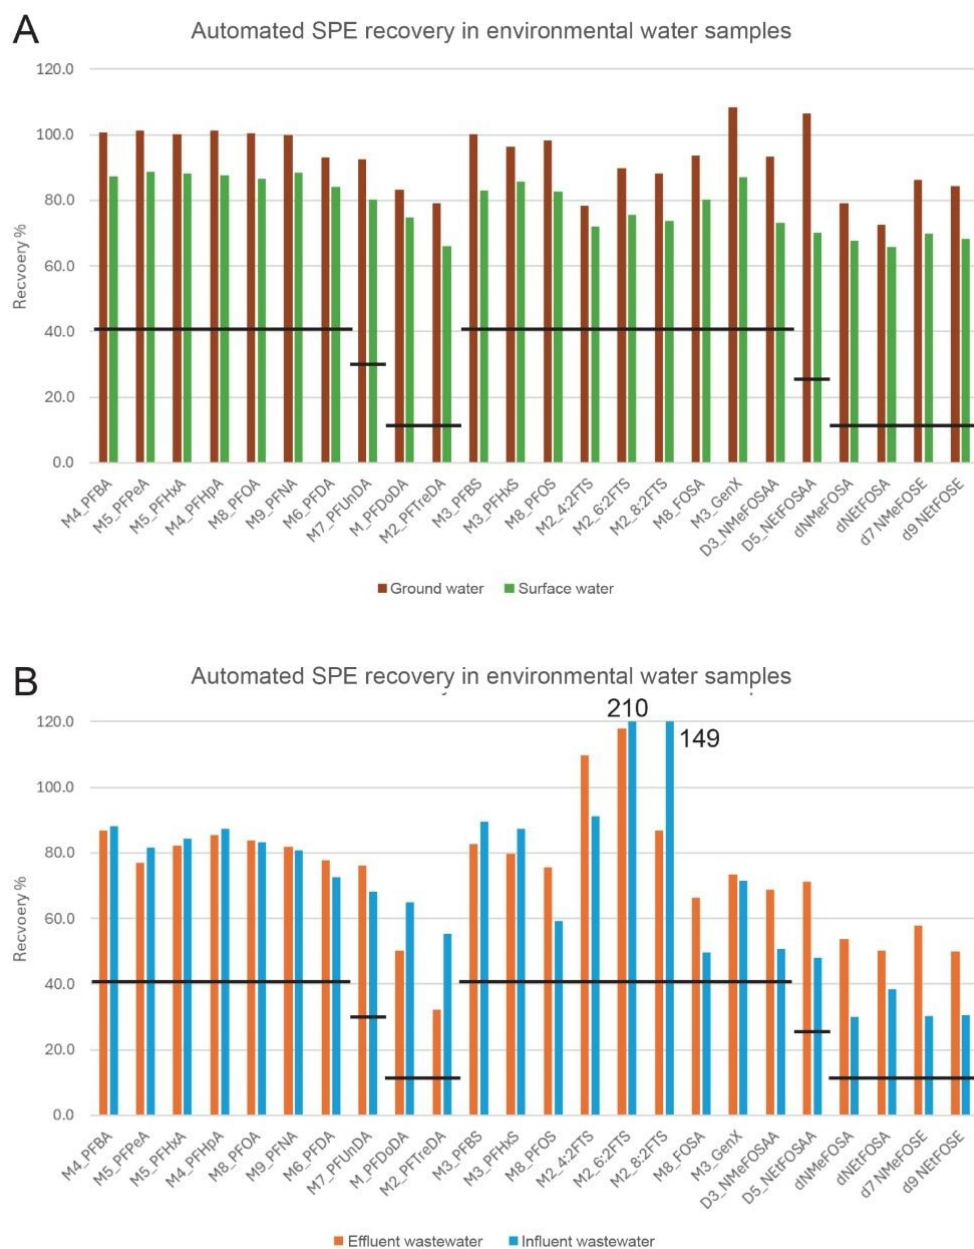 A
Automated SPE recovery in environmental water samples
120.0
100.0
80.0
60.0
40.0
20.0
0.0
Recvoery %
M4_PFBA
M5_PFPeA
M5_PFHxA
M4_PFHpA
M8_PFOA
M9_PFNA
M6_PFDA
M7_PFUnDA
M_PFDoDA
M2_PFTreDA
M3_PFBS
M3_PFHxS
M8_PFOS
M2_4:2FTS
M2_6:2FTS
M2_8:2FTS
M8_FOSA
M3_GenX
D3_NMeFOSAA
D5_NEtFOSAA
dNMeFOSA
dNEtFOSA
d7 NMeFOSE
d9 NEtFOSE
Ground water
Surface water
B
Automated SPE recovery in environmental water samples
210
149
120.0
100.0
80.0
60.0
40.0
20.0
0.0
Recvoery %
M4_PFBA
M5_PFPeA
M5_PFHxA
M4_PFHpA
M8_PFOA
M9_PFNA
M6_PFDA
M7_PFUnDA
M_PFDoDA
M2_PFTreDA
M3_PFBS
M3_PFHxS
M8_PFOS
M2_4:2FTS
M2_6:2FTS
M2_8:2FTS
M8_FOSA
M3_GenX
D3_NMeFOSAA
D5_NEtFOSAA
dNMeFOSA
dNEtFOSA
d7 NMeFOSE
d9 NEtFOSE
Effluent wastewater
Influent wastewater